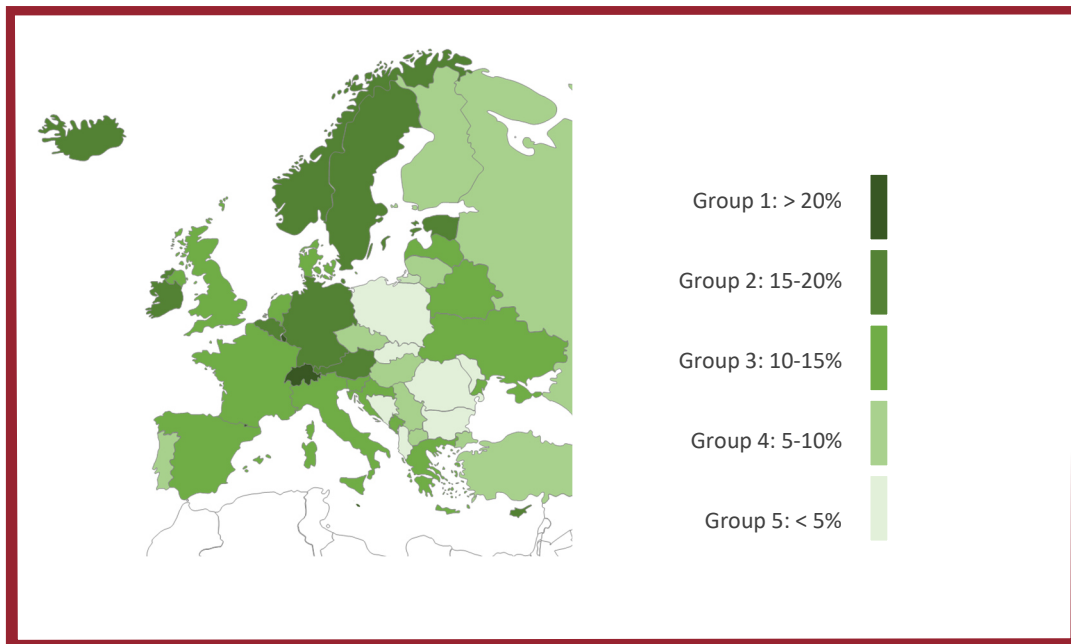 Group 1: > 20%
Group 2: 15-20%
Group 3: 10-15%
Group 4: 5-10%
Group 5: < 5%